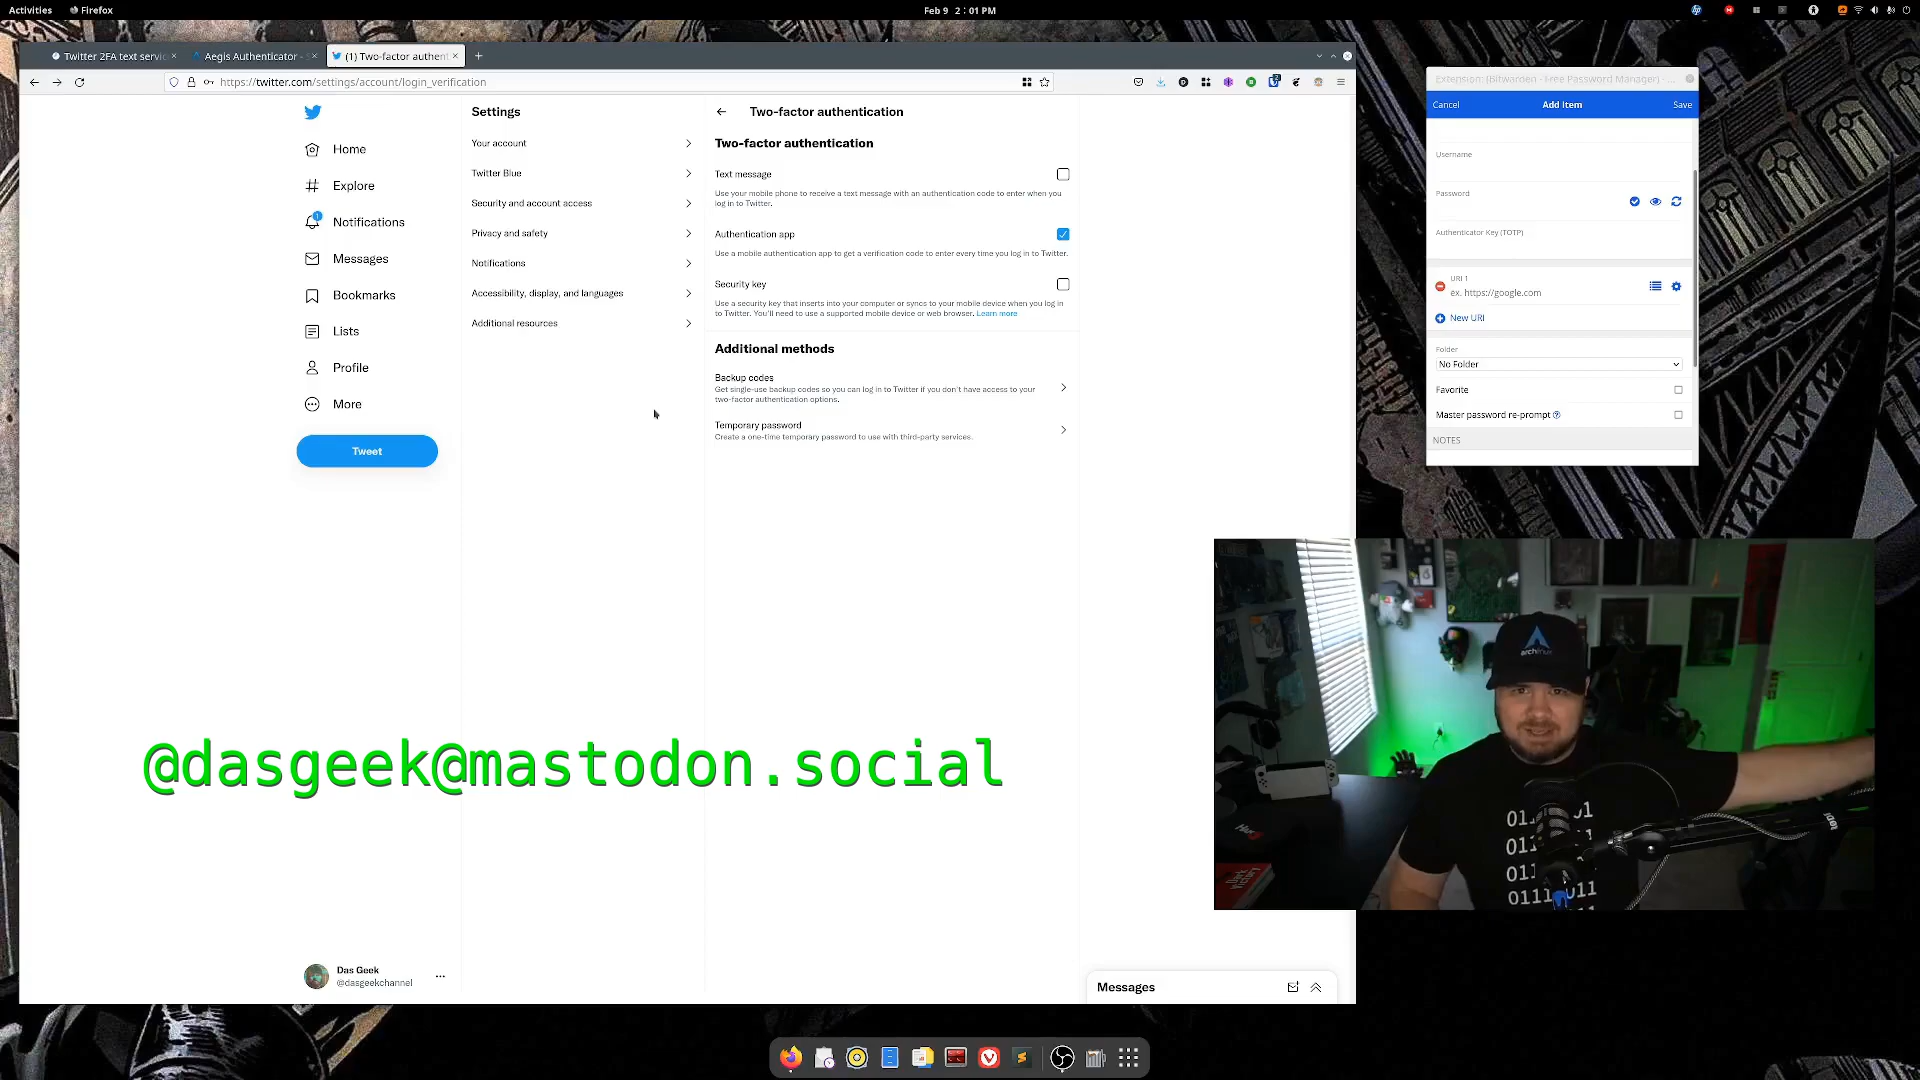 Activities
Firefox
Feb 9 2:01 PM
Twitter 2FA text servic
Aegis Authenticator -
(1) Two-factor authent
https://twitter.com/settings/account/login_verification
Home
Explore
1
Notifications
Messages
Bookmarks
Lists
Profile
More
Tweet
Das Geek
@dasgeekchannel
Settings
Your account
Twitter Blue
Security and account access
Privacy and safety
Notifications
Accessibility, display, and languages
Additional resources
Two-factor authentication
Two-factor authentication
Text message
Use your mobile phone to receive a text message with an authentication code to enter when you
log in to Twitter.
Authentication app
Use a mobile authentication app to get a verification code to enter every time you log in to Twitter.
Security key
Use a security key that inserts into your computer or syncs to your mobile device when you log in
to Twitter. You'll need to use a supported mobile device or web browser. Learn more
Additional methods
Backup codes
Get single-use backup codes so you can log in to Twitter if you don't have access to your
two-factor authentication options.
Temporary password
Create a one-time temporary password to use with third-party services.
Messages
Extension: (Bitwarden - Free Password Manager) - ...
Cancel
Add Item
Save
Username
Password
Authenticator Key (TOTP)
URI 1
ex. https://google.com
New URI
Folder
No Folder
Favorite
Master password re-prompt
NOTES
@dasgeek@mastodon.social
archlinux